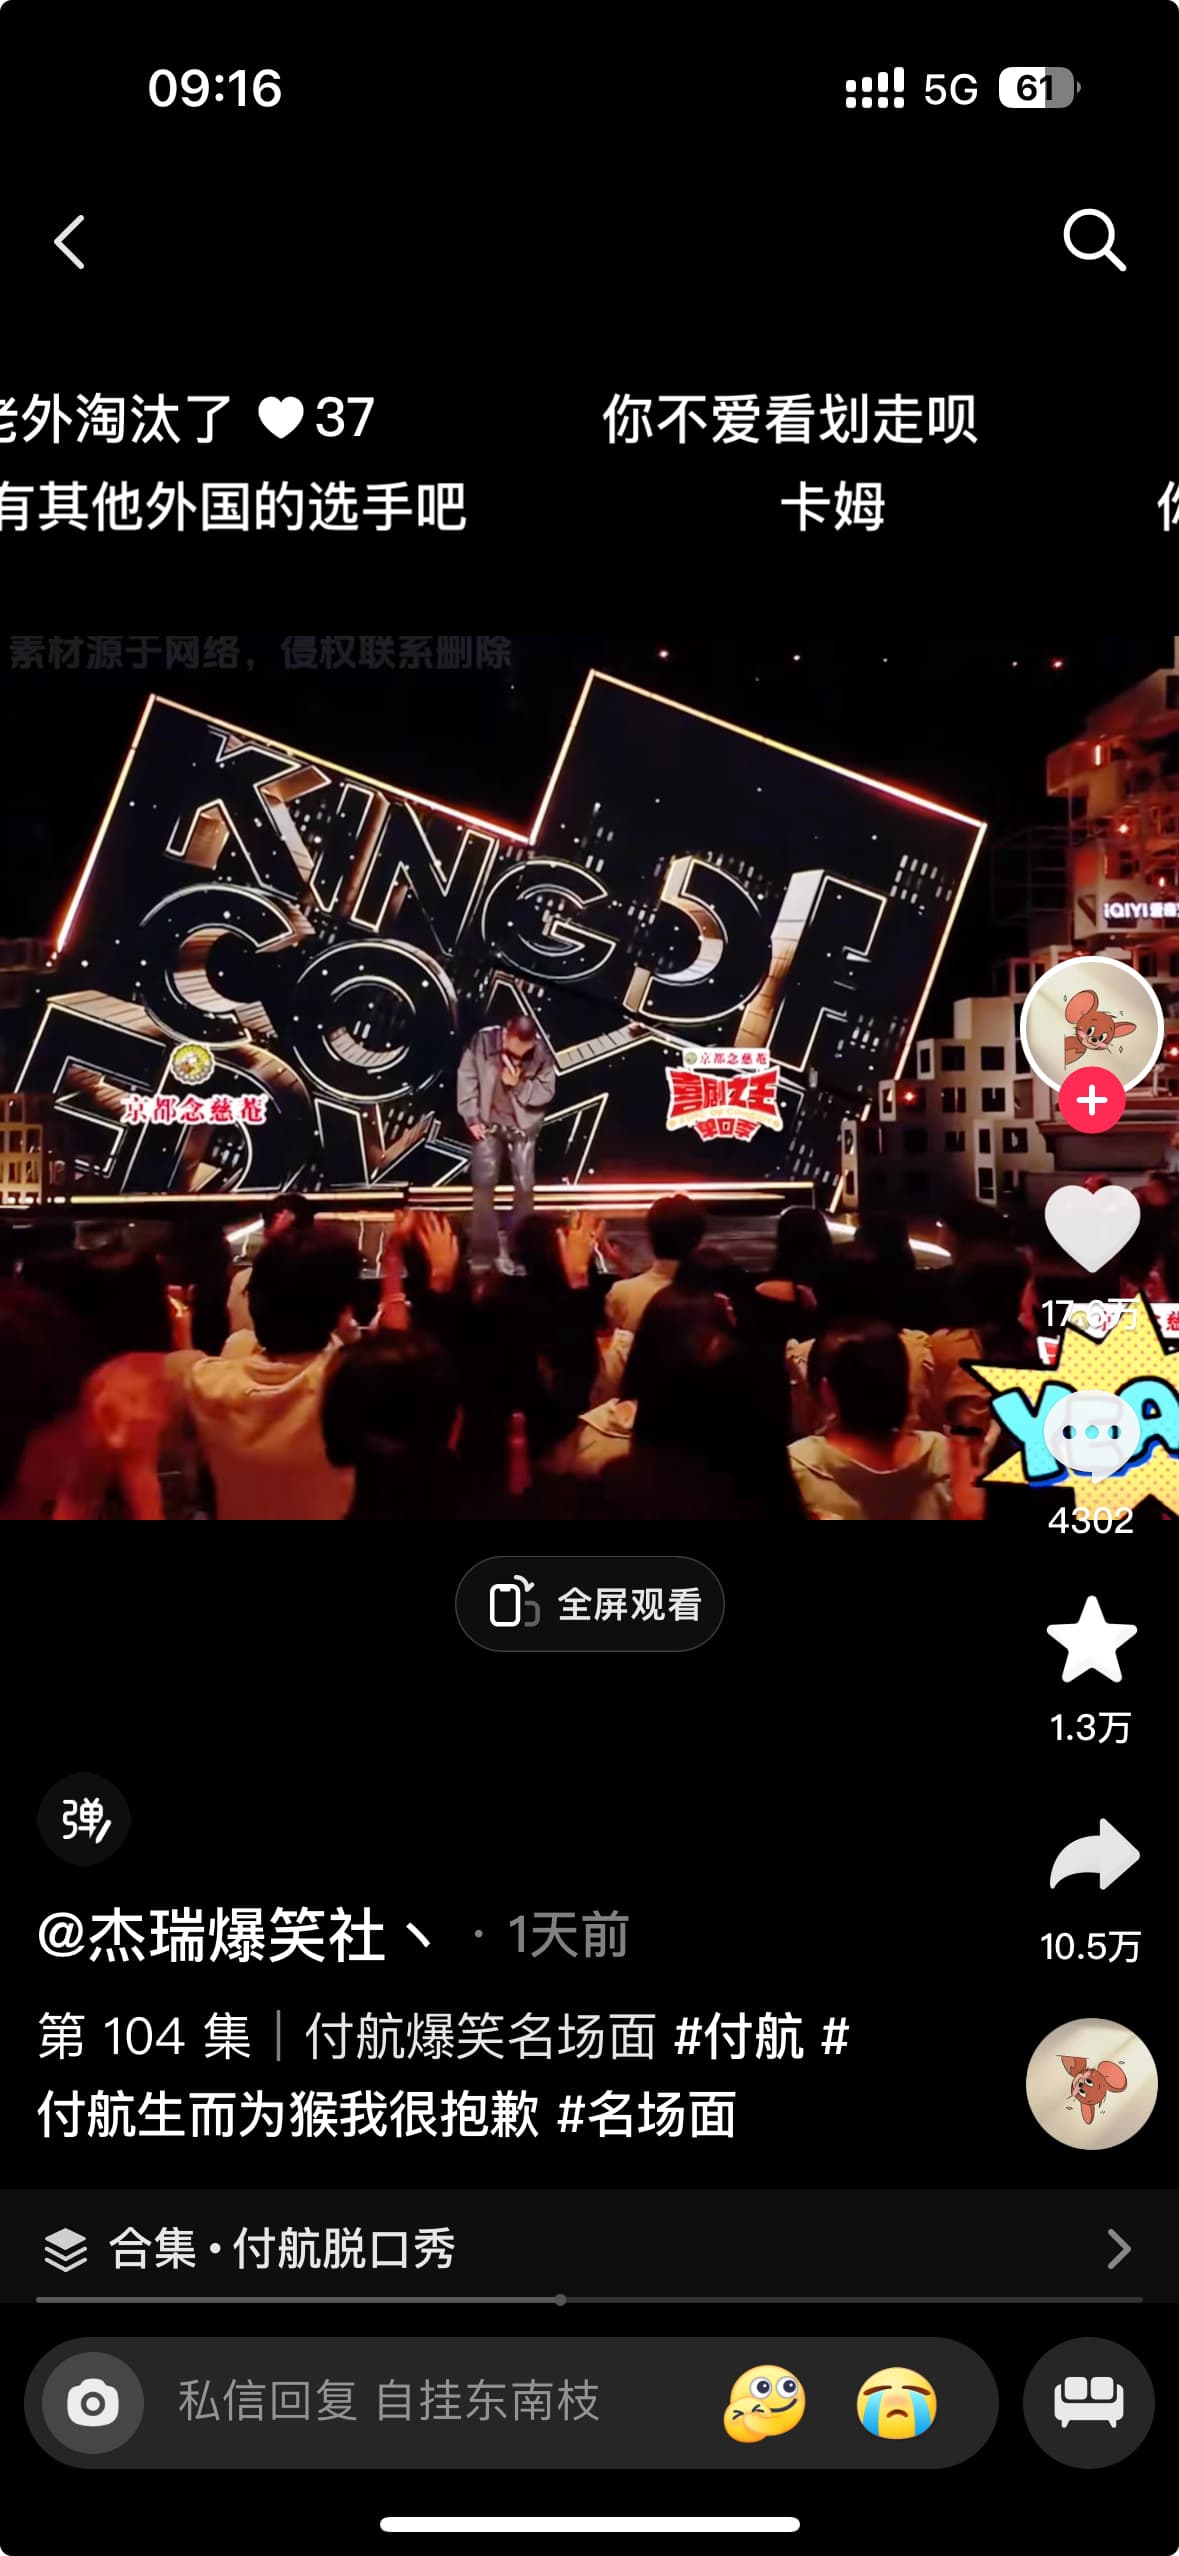 09:16
5G 61
老外淘汰了 37
你不爱看划走呗
有其他外国的选手吧
卡姆
素材源于网络，侵权联系删除
KING OF
COMEDY
iQIYI
京都念慈菴
京都念慈菴
喜剧之王
单口秀
17.6万
YEA
4302
全屏观看
1.3万
弹
10.5万
@杰瑞爆笑社丶 · 1天前
第 104 集｜付航爆笑名场面 #付航 #
付航生而为猴我很抱歉 #名场面
合集·付航脱口秀
私信回复 自挂东南枝